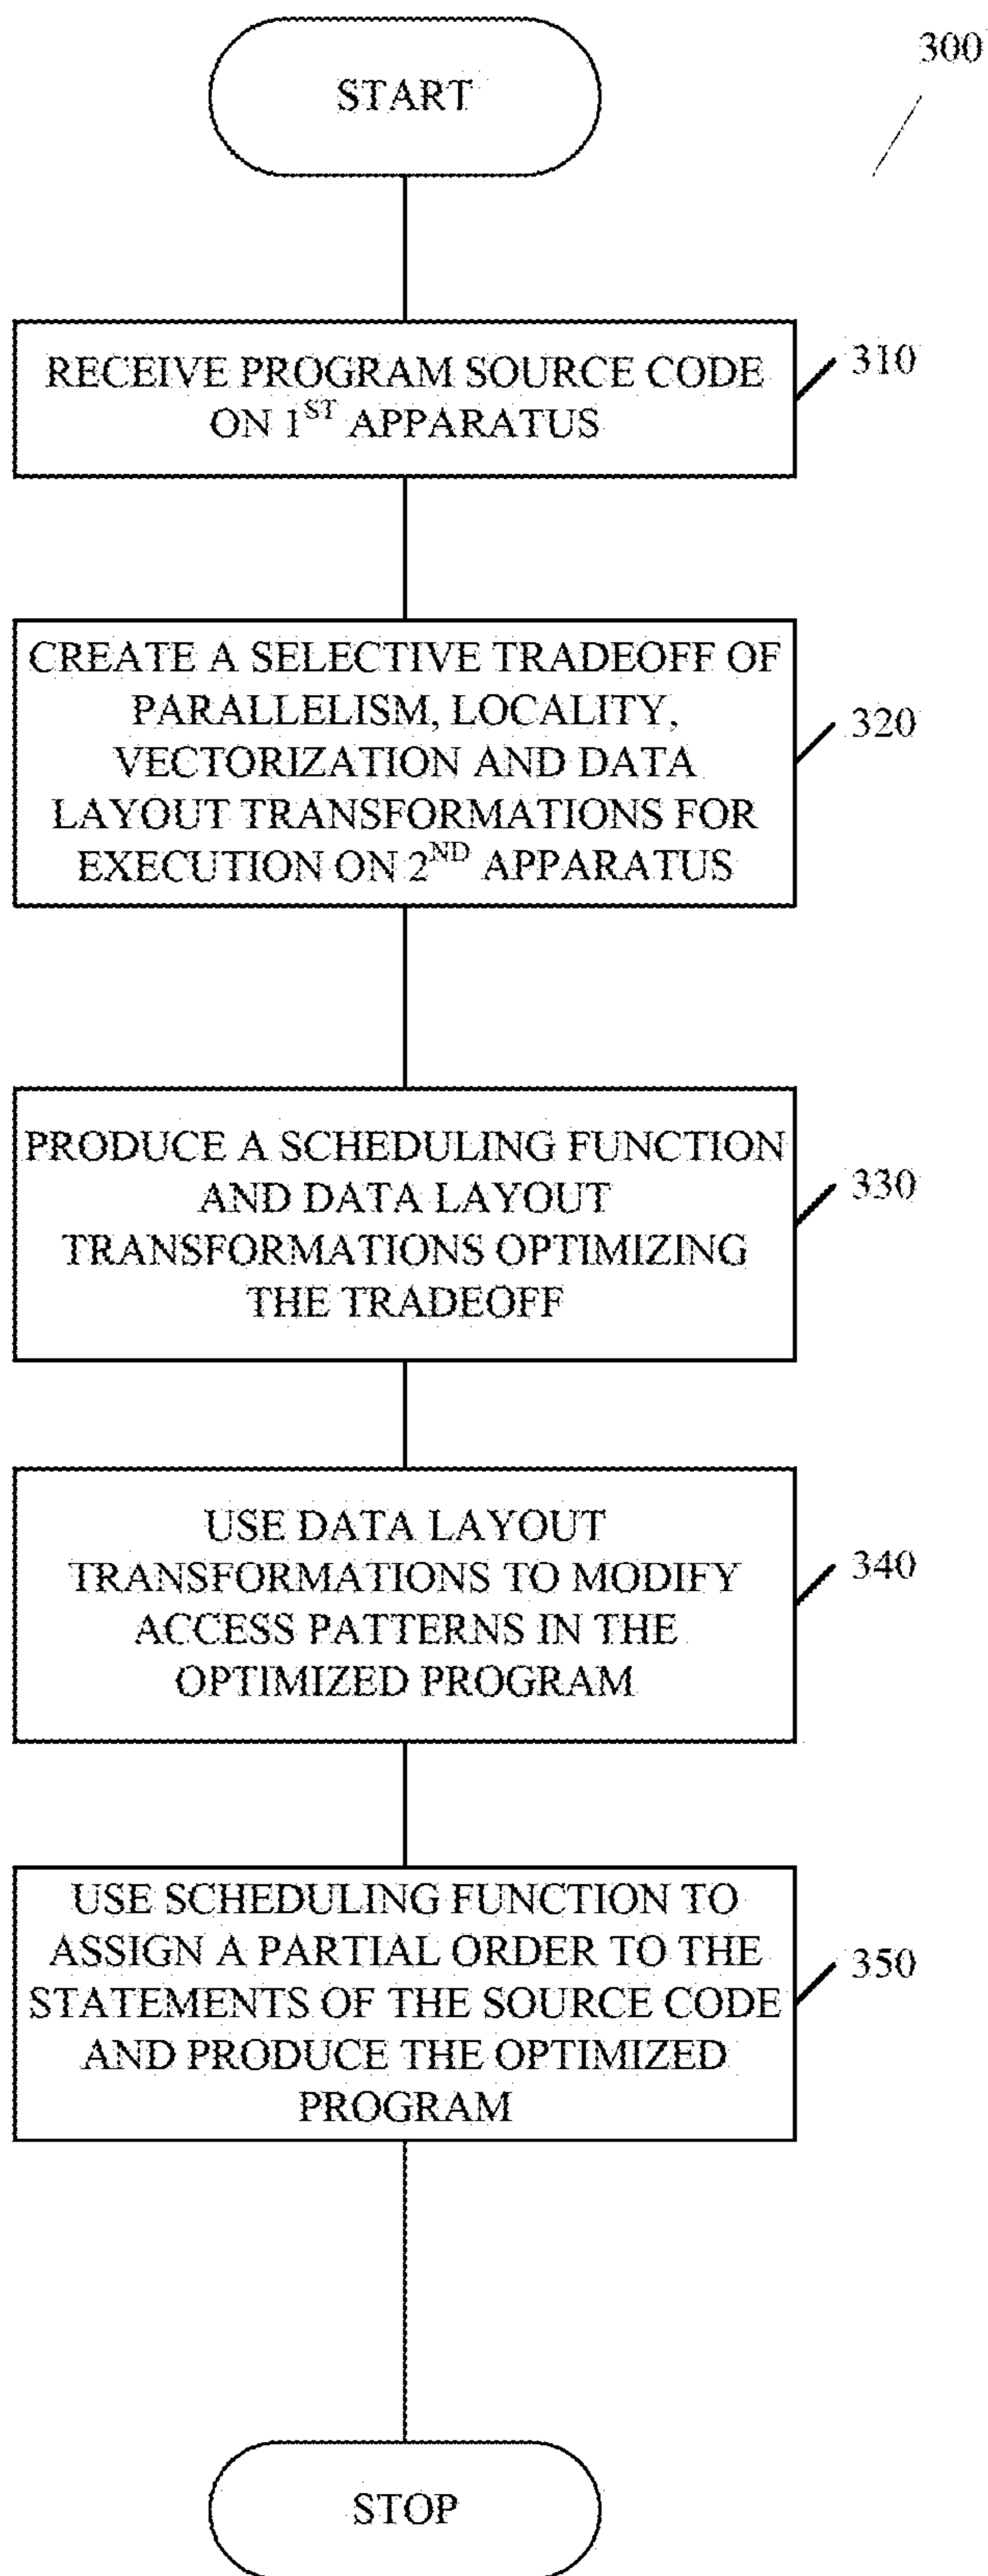 300
START
RECEIVE PROGRAM SOURCE CODE
ON 1ST APPARATUS
310
CREATE A SELECTIVE TRADEOFF OF
PARALLELISM, LOCALITY,
VECTORIZATION AND DATA
LAYOUT TRANSFORMATIONS FOR
EXECUTION ON 2ND APPARATUS
320
PRODUCE A SCHEDULING FUNCTION
AND DATA LAYOUT
TRANSFORMATIONS OPTIMIZING
THE TRADEOFF
330
USE DATA LAYOUT
TRANSFORMATIONS TO MODIFY
ACCESS PATTERNS IN THE
OPTIMIZED PROGRAM
340
USE SCHEDULING FUNCTION TO
ASSIGN A PARTIAL ORDER TO THE
STATEMENTS OF THE SOURCE CODE
AND PRODUCE THE OPTIMIZED
PROGRAM
350
STOP